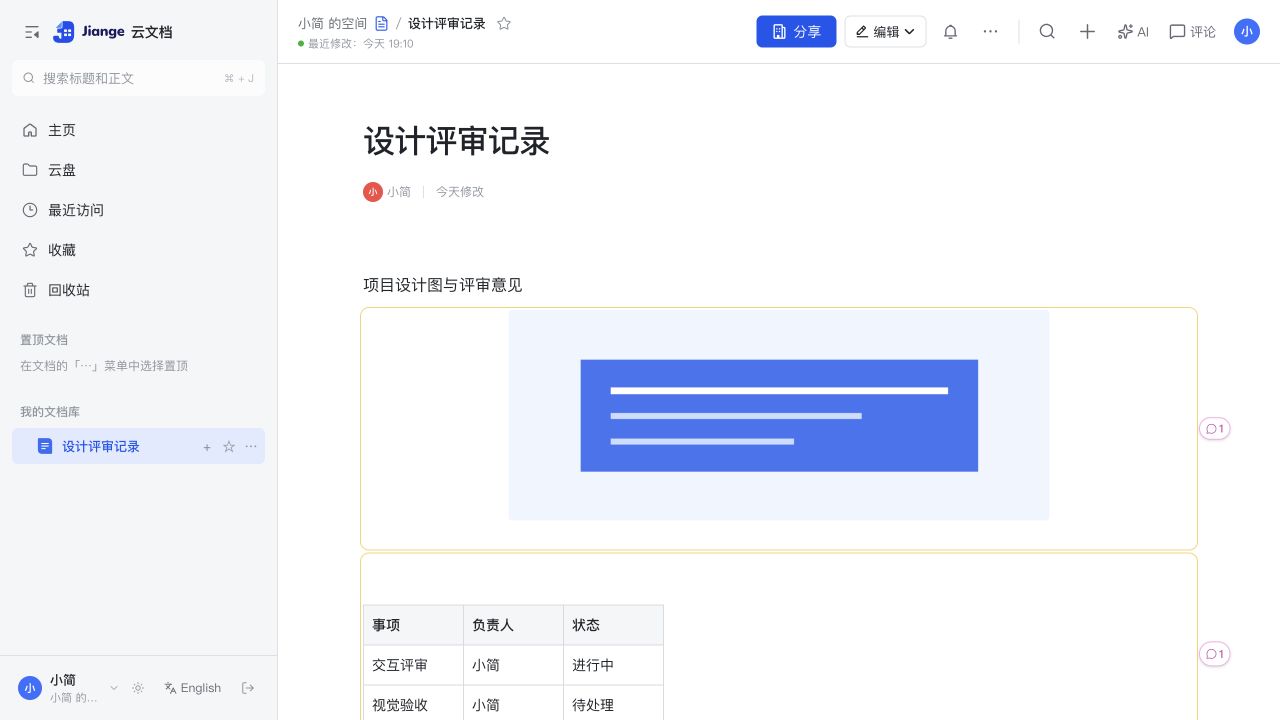 Jiange 云文档
搜索标题和正文 ⌘ + J
主页
云盘
最近访问
收藏
回收站
置顶文档
在文档的「…」菜单中选择置顶
我的文档库
设计评审记录 + ···
小 小简
小简 的...
English
小简 的空间 / 设计评审记录
最近修改: 今天 19:10
分享
编辑
AI
评论
小
设计评审记录
小 小简 今天修改
项目设计图与评审意见
1
事项 负责人 状态
交互评审 小简 进行中
1
视觉验收 小简 待处理